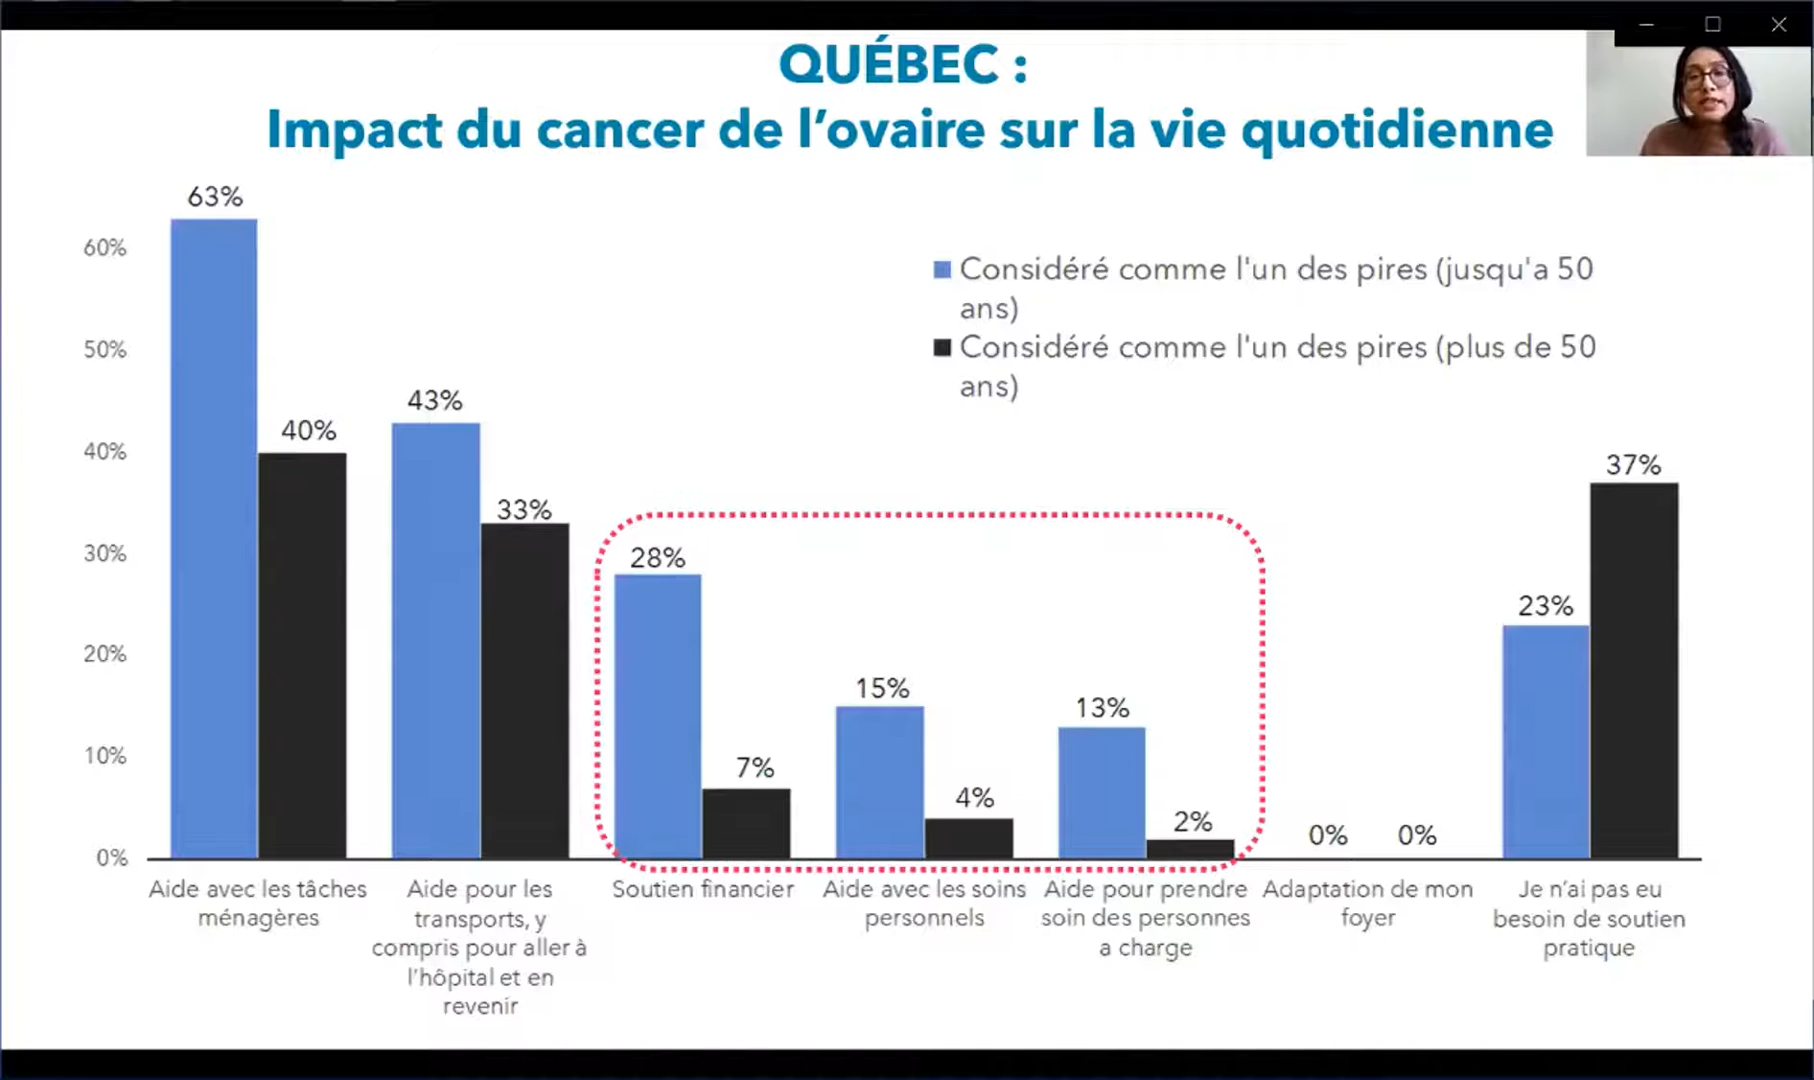 QUÉBEC :
Impact du cancer de l’ovaire sur la vie quotidienne
63%
60%
Considéré comme l'un des pires (jusqu'a 50
ans)
50%
Considéré comme l'un des pires (plus de 50
ans)
43%
40%
40%
37%
33%
30%
28%
23%
20%
15%
13%
10%
7%
4%
2%
0%
0%
0%
Aide avec les tâches
ménagères
Aide pour les
transports, y
compris pour aller à
l’hôpital et en
revenir
Soutien financier
Aide avec les soins
personnels
Aide pour prendre
soin des personnes
a charge
Adaptation de mon
foyer
Je n’ai pas eu
besoin de soutien
pratique